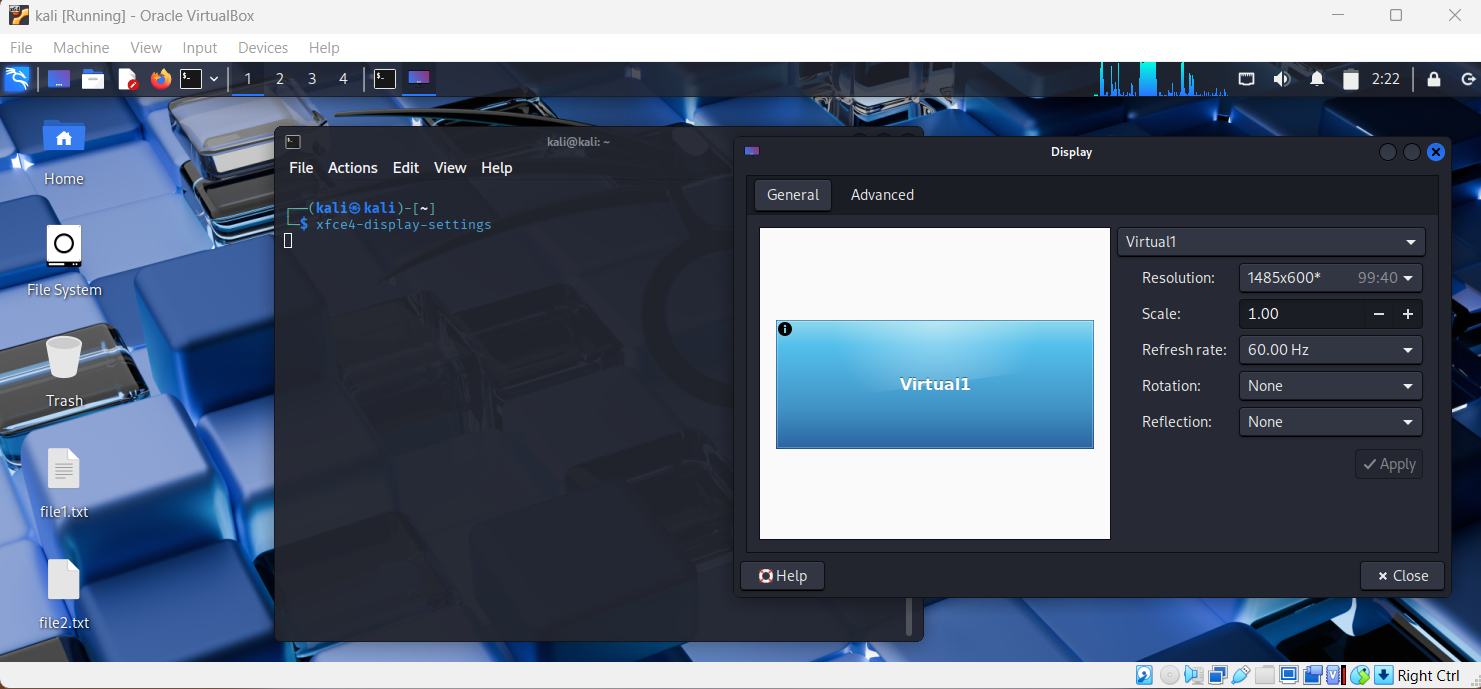 kali [Running] - Oracle VirtualBox
File Machine View Input Devices Help
1 2 3 4 2:22
Home
File System
Trash
file1.txt
file2.txt
kali@kali: ~
File Actions Edit View Help
┌──(kali㉿kali)-[~]
└─$ xfce4-display-settings
Display
General Advanced
Virtual1
Virtual1
Resolution: 1485x600* 99:40
Scale: 1.00 − +
Refresh rate: 60.00 Hz
Rotation: None
Reflection: None
Apply
Help Close
Right Ctrl